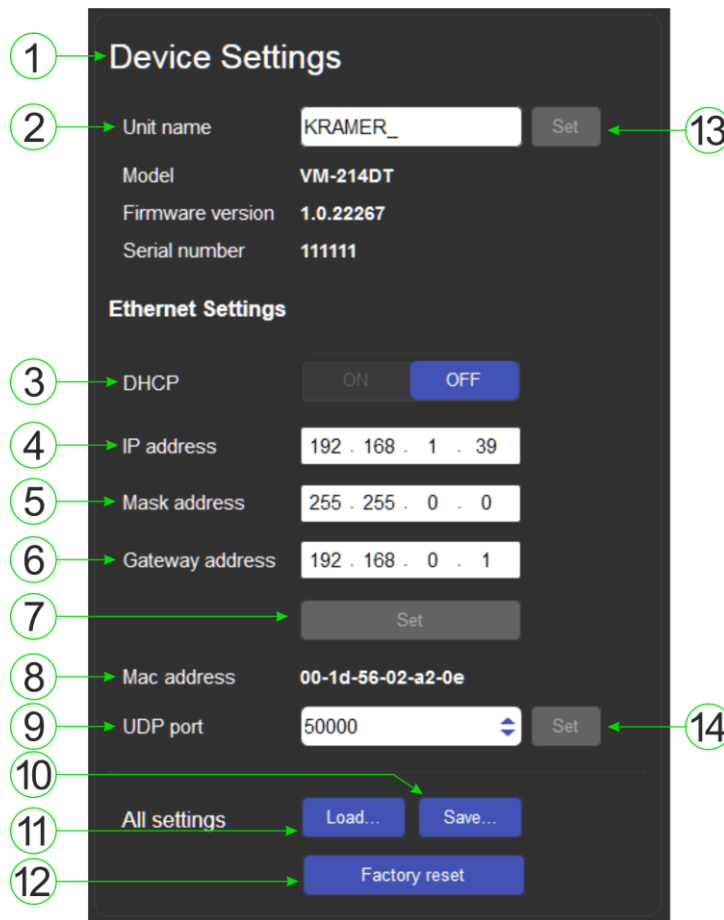 1 Device Settings
2 Unit name KRAMER_ Set 13
Model VM-214DT
Firmware version 1.0.22267
Serial number 111111
Ethernet Settings
3 DHCP ON OFF
4 IP address 192 . 168 . 1 . 39
5 Mask address 255 . 255 . 0 . 0
6 Gateway address 192 . 168 . 0 . 1
7 Set
8 Mac address 00-1d-56-02-a2-0e
9 UDP port 50000 Set 14
10
11 All settings Load... Save...
12 Factory reset